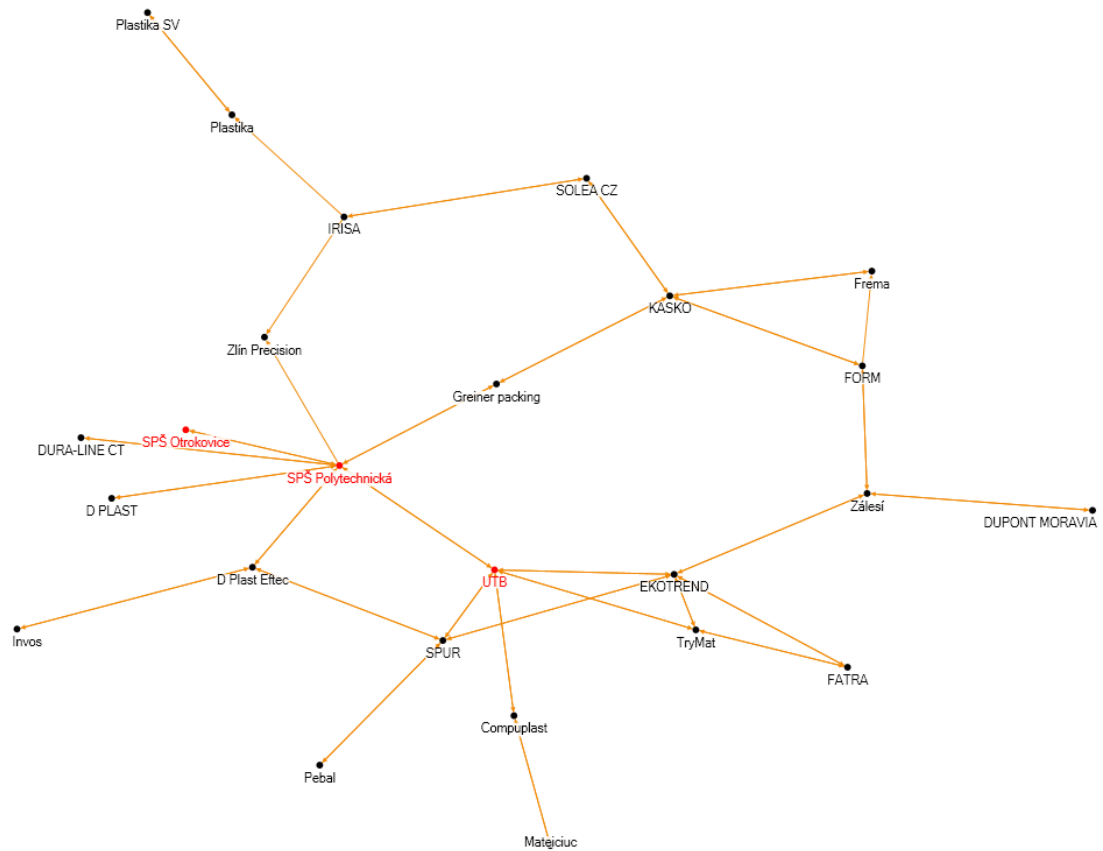 Plastika SV
Plastika
SOLEA CZ
IRISA
Frema
KASKO
Zlín Precision
FORM
Greiner packing
SPŠ Otrokovice
DURA-LINE CT
SPŠ Polytechnická
D PLAST
Zálesí
DUPONT MORAVIA
D Plast Eftec
UTB
EKOTREND
Invos
SPUR
TryMat
FATRA
Compuplast
Pebal
Matejciuc